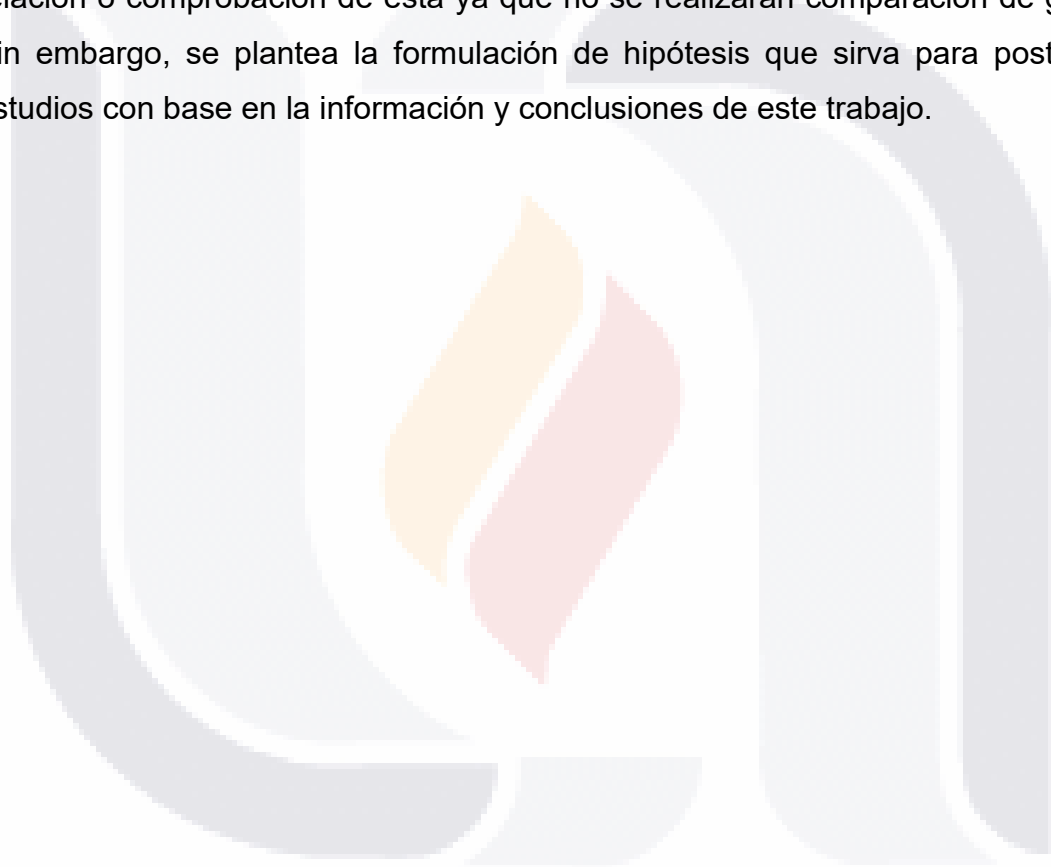 o comprobación de esta ya que no se realizarán comparación de
embargo, se plantea la formulación de hipótesis que sirva para
con base en la información y conclusiones de este trabajo.